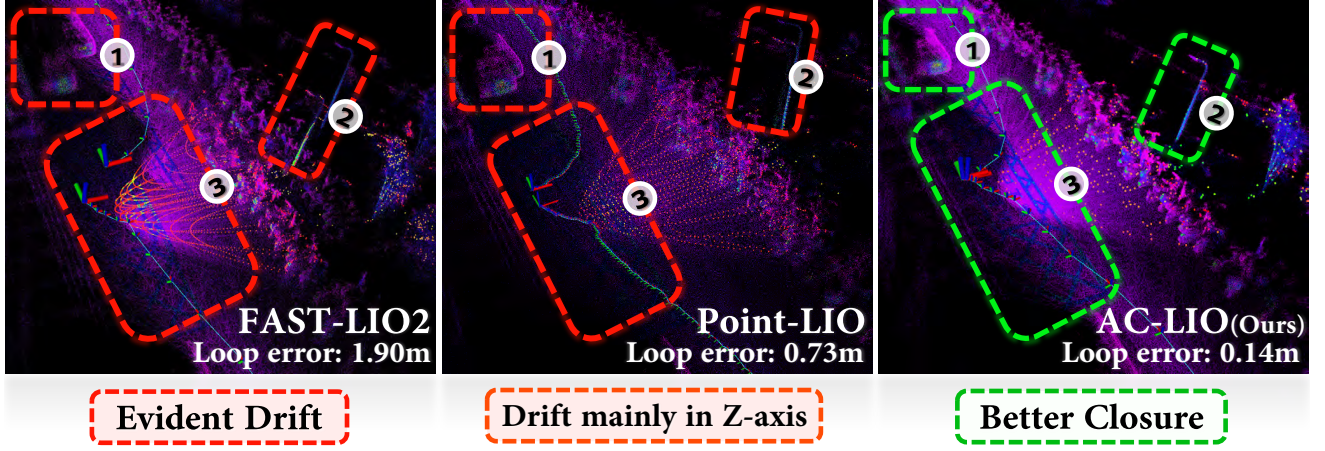 1
2
3
FAST-LIO2
Loop error: 1.90m
Evident Drift
1
2
3
Point-LIO
Loop error: 0.73m
Drift mainly in Z-axis
1
2
3
AC-LIO(Ours)
Loop error: 0.14m
Better Closure